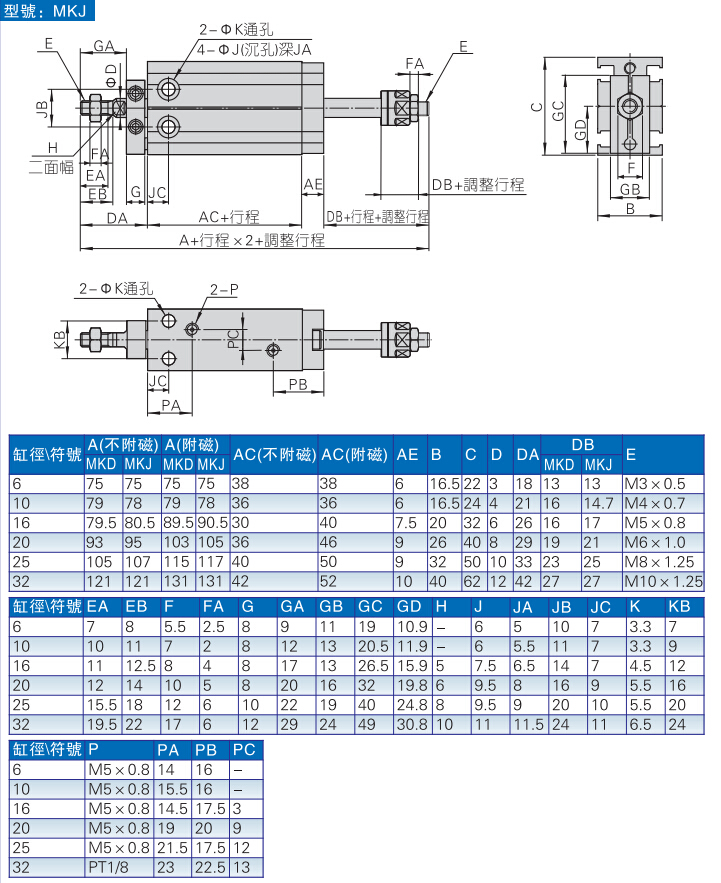 型號: MKJ
2-ΦK通孔
4-ΦJ(沉孔)深JA
E
GA
ΦD
JB
H
二面幅
FA
EA
EB
G
JC
DA
AC+行程
AE
DB+行程+調整行程
A+行程×2+調整行程
FA
E
DB+調整行程
C
GC
GD
F
GB
B
2-ΦK通孔
2-P
KB
PC
JC
PA
PB
缸徑\符號 A(不附磁) A(附磁) AC(不附磁) AC(附磁) AE B C D DA DB E
MKD MKJ MKD MKJ MKD MKJ
6 75 75 75 75 38 38 6 16.5 22 3 18 13 13 M3×0.5
10 79 78 79 78 36 36 6 16.5 24 4 21 16 14.7 M4×0.7
16 79.5 80.5 89.5 90.5 30 40 7.5 20 32 6 26 16 17 M5×0.8
20 93 95 103 105 36 46 9 26 40 8 29 19 21 M6×1.0
25 105 107 115 117 40 50 9 32 50 10 33 23 25 M8×1.25
32 121 121 131 131 42 52 10 40 62 12 42 27 27 M10×1.25
缸徑\符號 EA EB F FA G GA GB GC GD H J JA JB JC K KB
6 7 8 5.5 2.5 8 9 11 19 10.9 – 6 5 10 7 3.3 7
10 10 11 7 2 8 12 13 20.5 11.9 – 6 5.5 11 7 3.3 9
16 11 12.5 8 4 8 17 13 26.5 15.9 5 7.5 6.5 14 7 4.5 12
20 12 14 10 5 8 20 16 32 19.8 6 9.5 8 16 9 5.5 16
25 15.5 18 12 6 10 22 19 40 24.8 8 9.5 9 20 10 5.5 20
32 19.5 22 17 6 12 29 24 49 30.8 10 11 11.5 24 11 6.5 24
缸徑\符號 P PA PB PC
6 M5×0.8 14 16 –
10 M5×0.8 15.5 16 –
16 M5×0.8 14.5 17.5 3
20 M5×0.8 19 20 9
25 M5×0.8 21.5 17.5 12
32 PT1/8 23 22.5 13